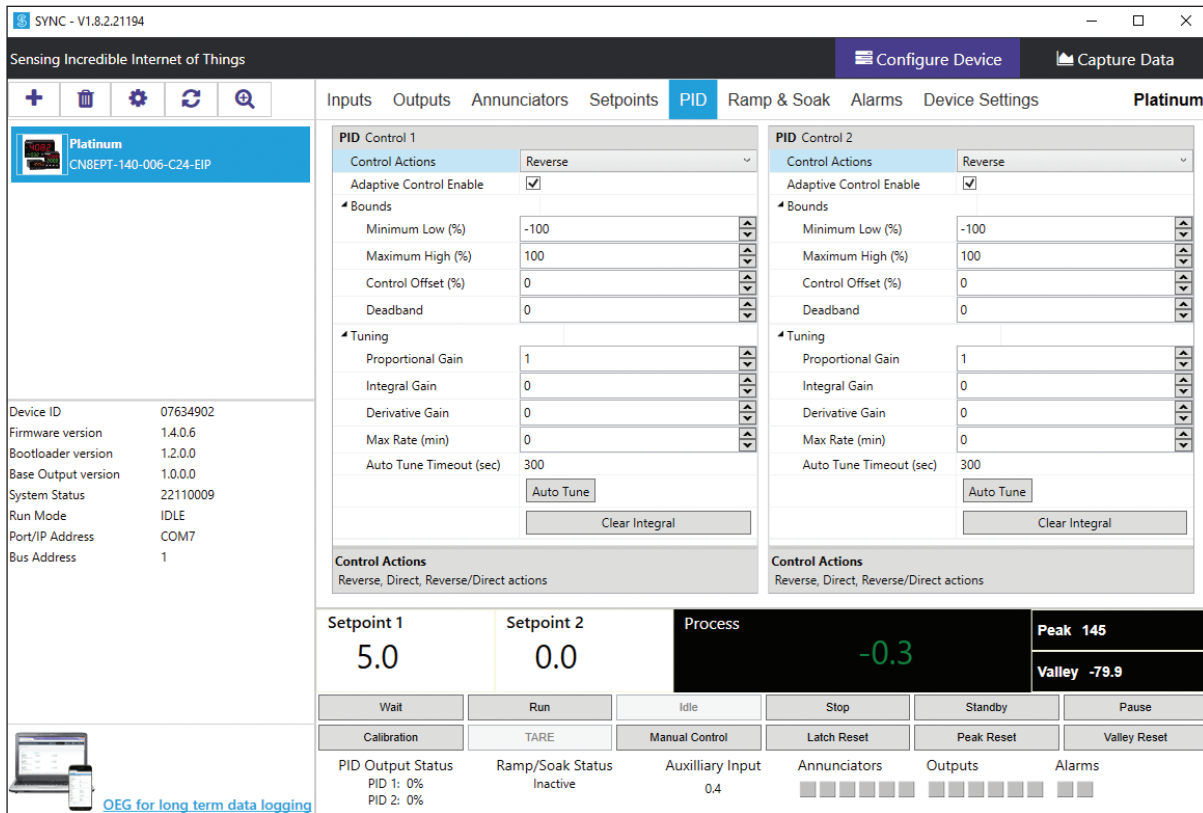 SYNC - V1.8.2.21194
Sensing Incredible Internet of Things
Configure Device
Capture Data
Inputs Outputs Annunciators Setpoints PID Ramp & Soak Alarms Device Settings Platinum
Platinum
CN8EPT-140-006-C24-EIP
Device ID 07634902
Firmware version 1.4.0.6
Bootloader version 1.2.0.0
Base Output version 1.0.0.0
System Status 22110009
Run Mode IDLE
Port/IP Address COM7
Bus Address 1
OEG for long term data logging
PID Control 1
Control Actions Reverse
Adaptive Control Enable
Bounds
Minimum Low (%) -100
Maximum High (%) 100
Control Offset (%) 0
Deadband 0
Tuning
Proportional Gain 1
Integral Gain 0
Derivative Gain 0
Max Rate (min) 0
Auto Tune Timeout (sec) 300
Auto Tune
Clear Integral
Control Actions
Reverse, Direct, Reverse/Direct actions
PID Control 2
Control Actions Reverse
Adaptive Control Enable
Bounds
Minimum Low (%) -100
Maximum High (%) 100
Control Offset (%) 0
Deadband 0
Tuning
Proportional Gain 1
Integral Gain 0
Derivative Gain 0
Max Rate (min) 0
Auto Tune Timeout (sec) 300
Auto Tune
Clear Integral
Control Actions
Reverse, Direct, Reverse/Direct actions
Setpoint 1
5.0
Setpoint 2
0.0
Process
-0.3
Peak 145
Valley -79.9
Wait Run Idle Stop Standby Pause
Calibration TARE Manual Control Latch Reset Peak Reset Valley Reset
PID Output Status
PID 1: 0%
PID 2: 0%
Ramp/Soak Status
Inactive
Auxilliary Input
0.4
Annunciators
Outputs
Alarms